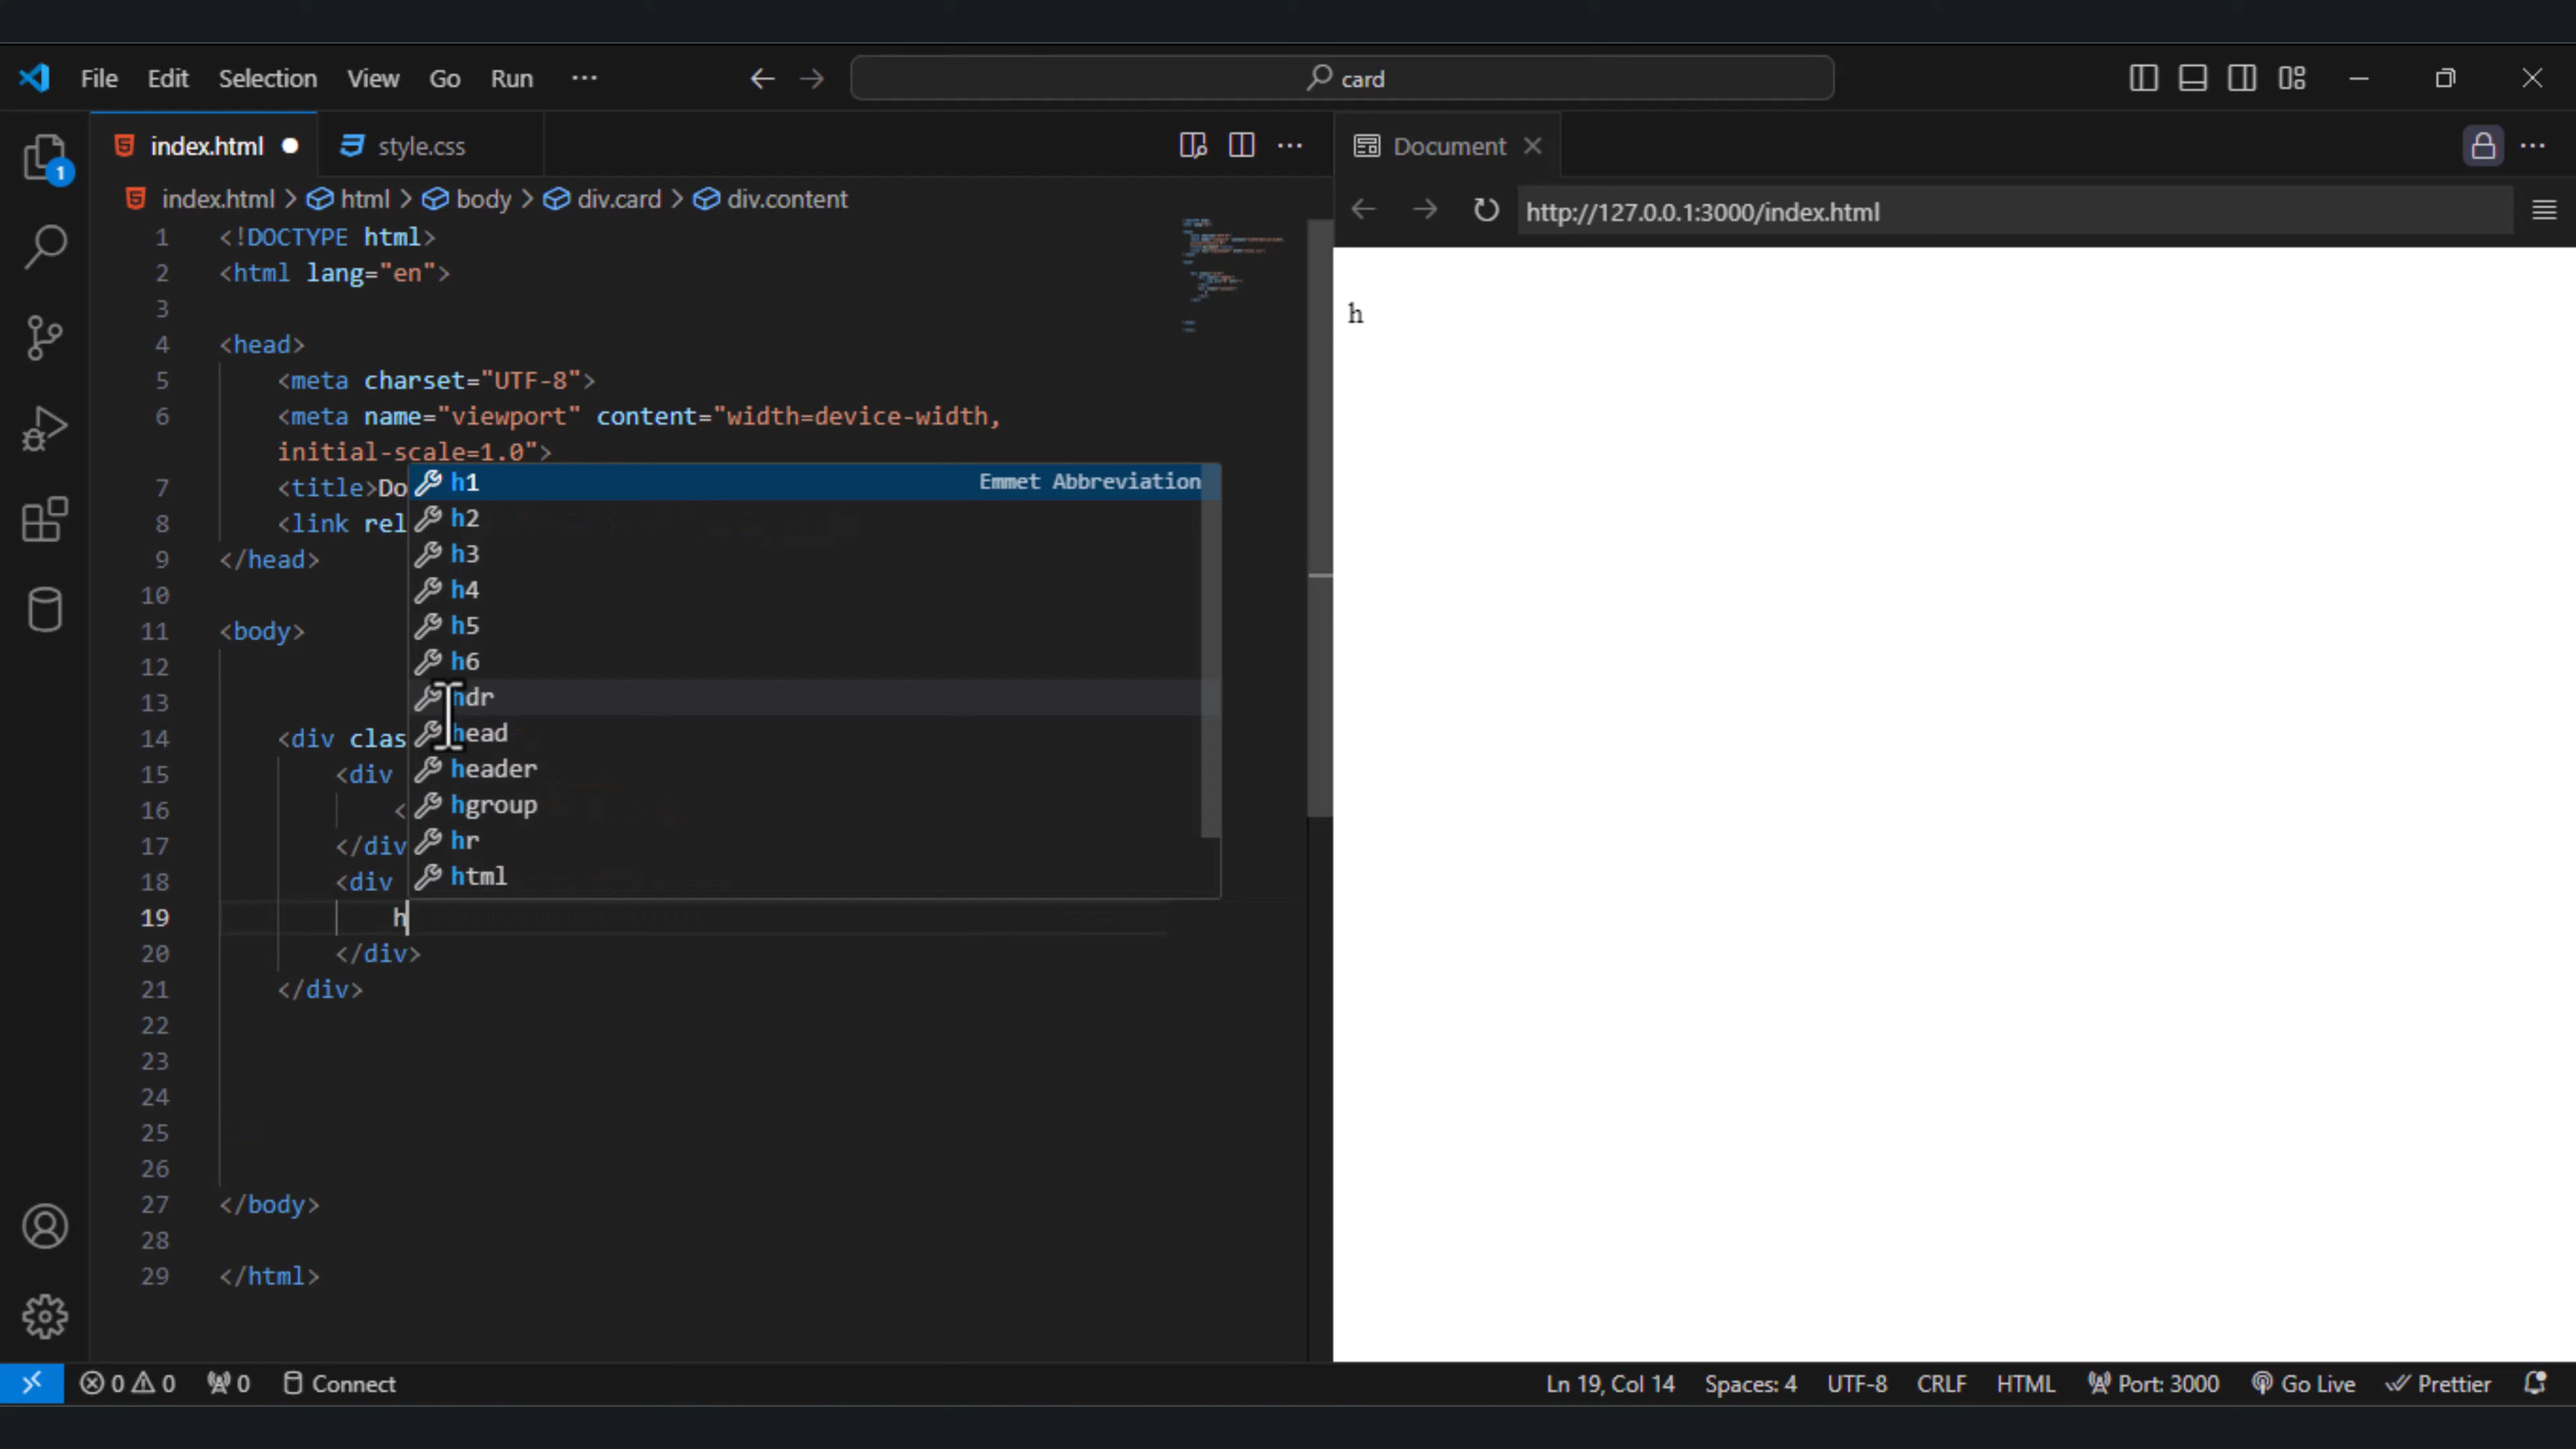 File Edit Selection View Go Run ···
card
index.html
style.css
Document
index.html > html > body > div.card > div.content
http://127.0.0.1:3000/index.html
1 <!DOCTYPE html>
2 <html lang="en">
3
4 <head>
5 <meta charset="UTF-8">
6 <meta name="viewport" content="width=device-width,
initial-scale=1.0">
7 <title>Do
8 <link rel
9 </head>
10
11 <body>
12
13
14 <div clas
15 <div
16 <
17 </div
18 <div
19 h
20 </div>
21 </div>
22
23
24
25
26
27 </body>
28
29 </html>
h1 Emmet Abbreviation
h2
h3
h4
h5
h6
hdr
head
header
hgroup
hr
html
h
1
0 0 0 Connect
Ln 19, Col 14 Spaces: 4 UTF-8 CRLF HTML Port: 3000 Go Live Prettier